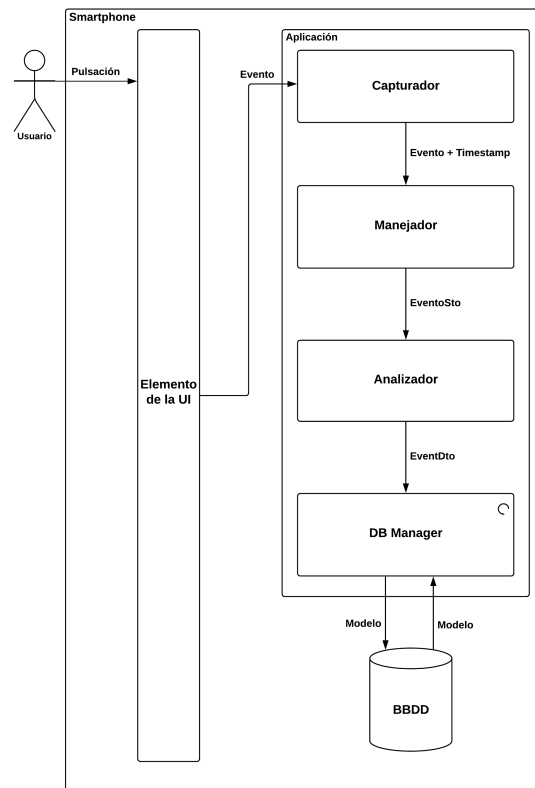 Smartphone
Aplicación
Usuario
Pulsación
Elemento
de la UI
Evento
Capturador
Evento + Timestamp
Manejador
EventoSto
Analizador
EventDto
DB Manager
Modelo
Modelo
BBDD